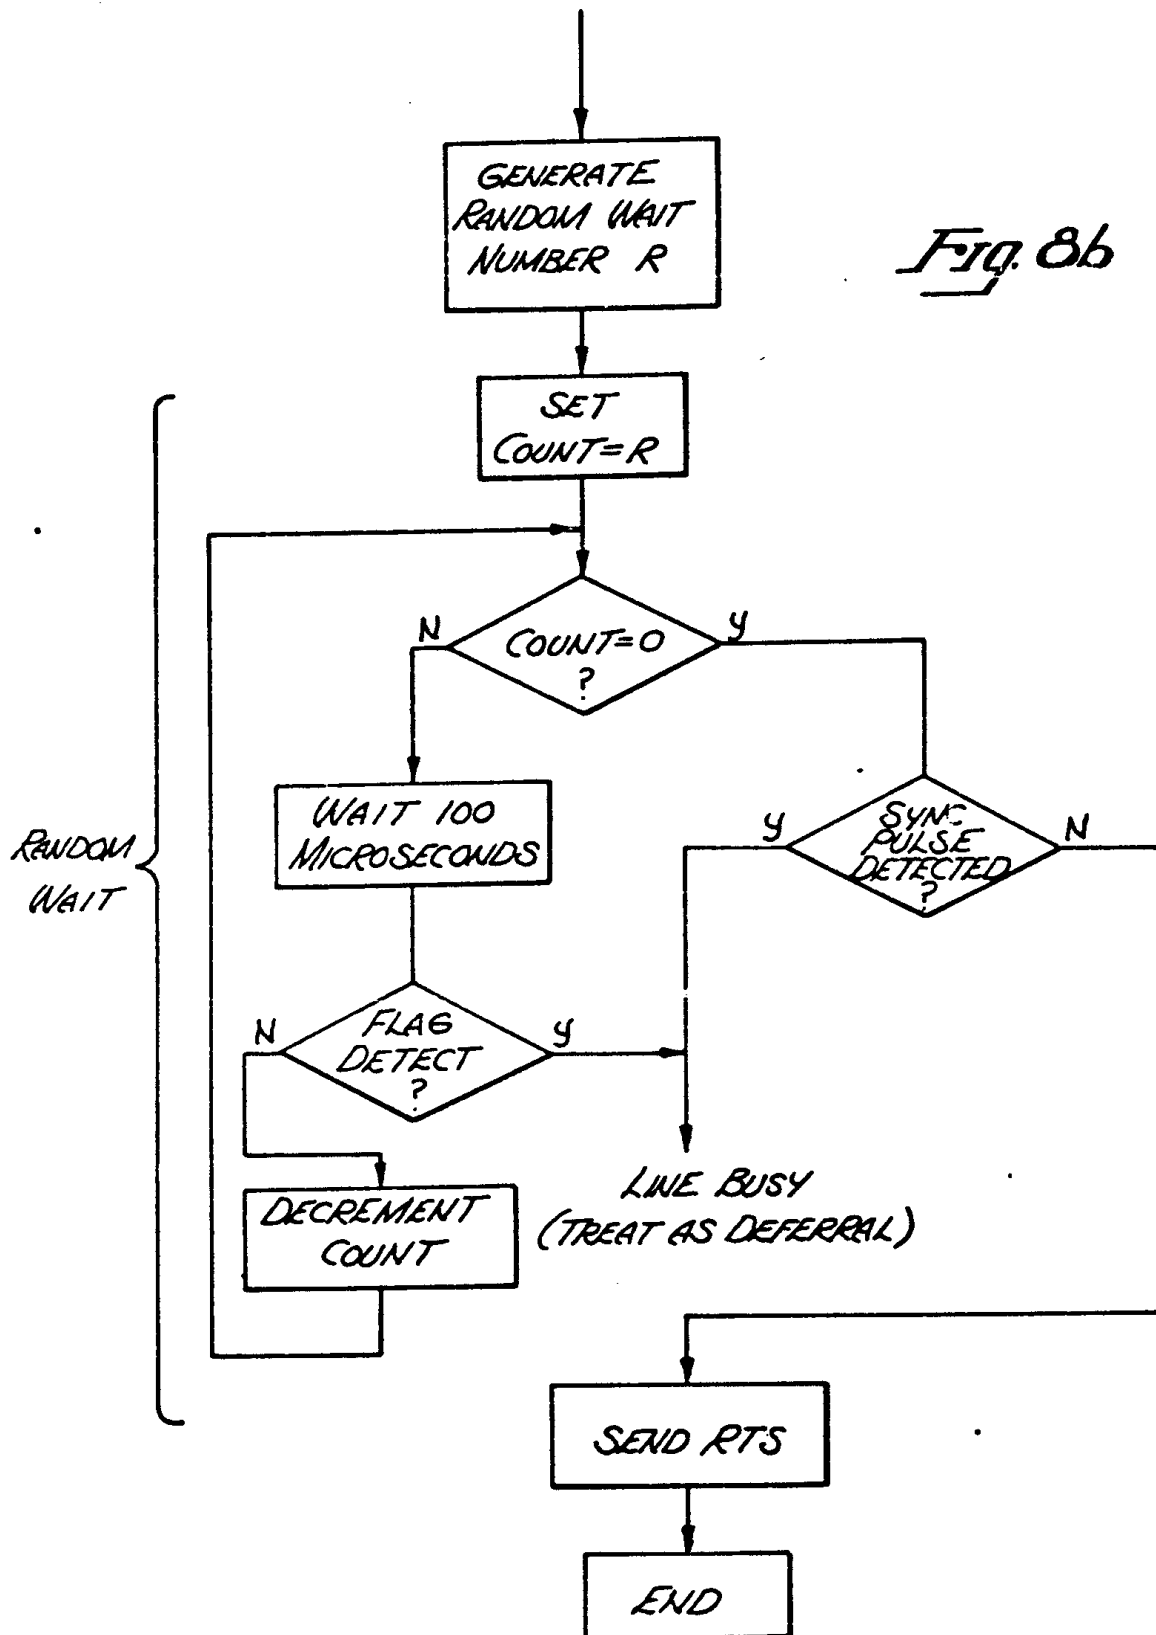 GENERATE
RANDOM WAIT
NUMBER R
Fig. 8b
SET
COUNT=R
N
Y
COUNT=0
?
WAIT 100
MICROSECONDS
Y
N
SYNC
PULSE
DETECTED
?
RANDOM
WAIT
N
Y
FLAG
DETECT
?
DECREMENT
COUNT
LINE BUSY
(TREAT AS DEFERRAL)
SEND RTS
END